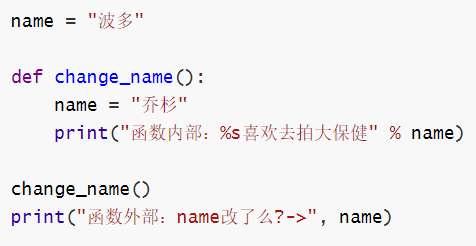 name = "波多"
def change_name():
    name = "乔杉"
    print("函数内部：%s喜欢去拍大保健" % name)
change_name()
print("函数外部：name改了么?->", name)